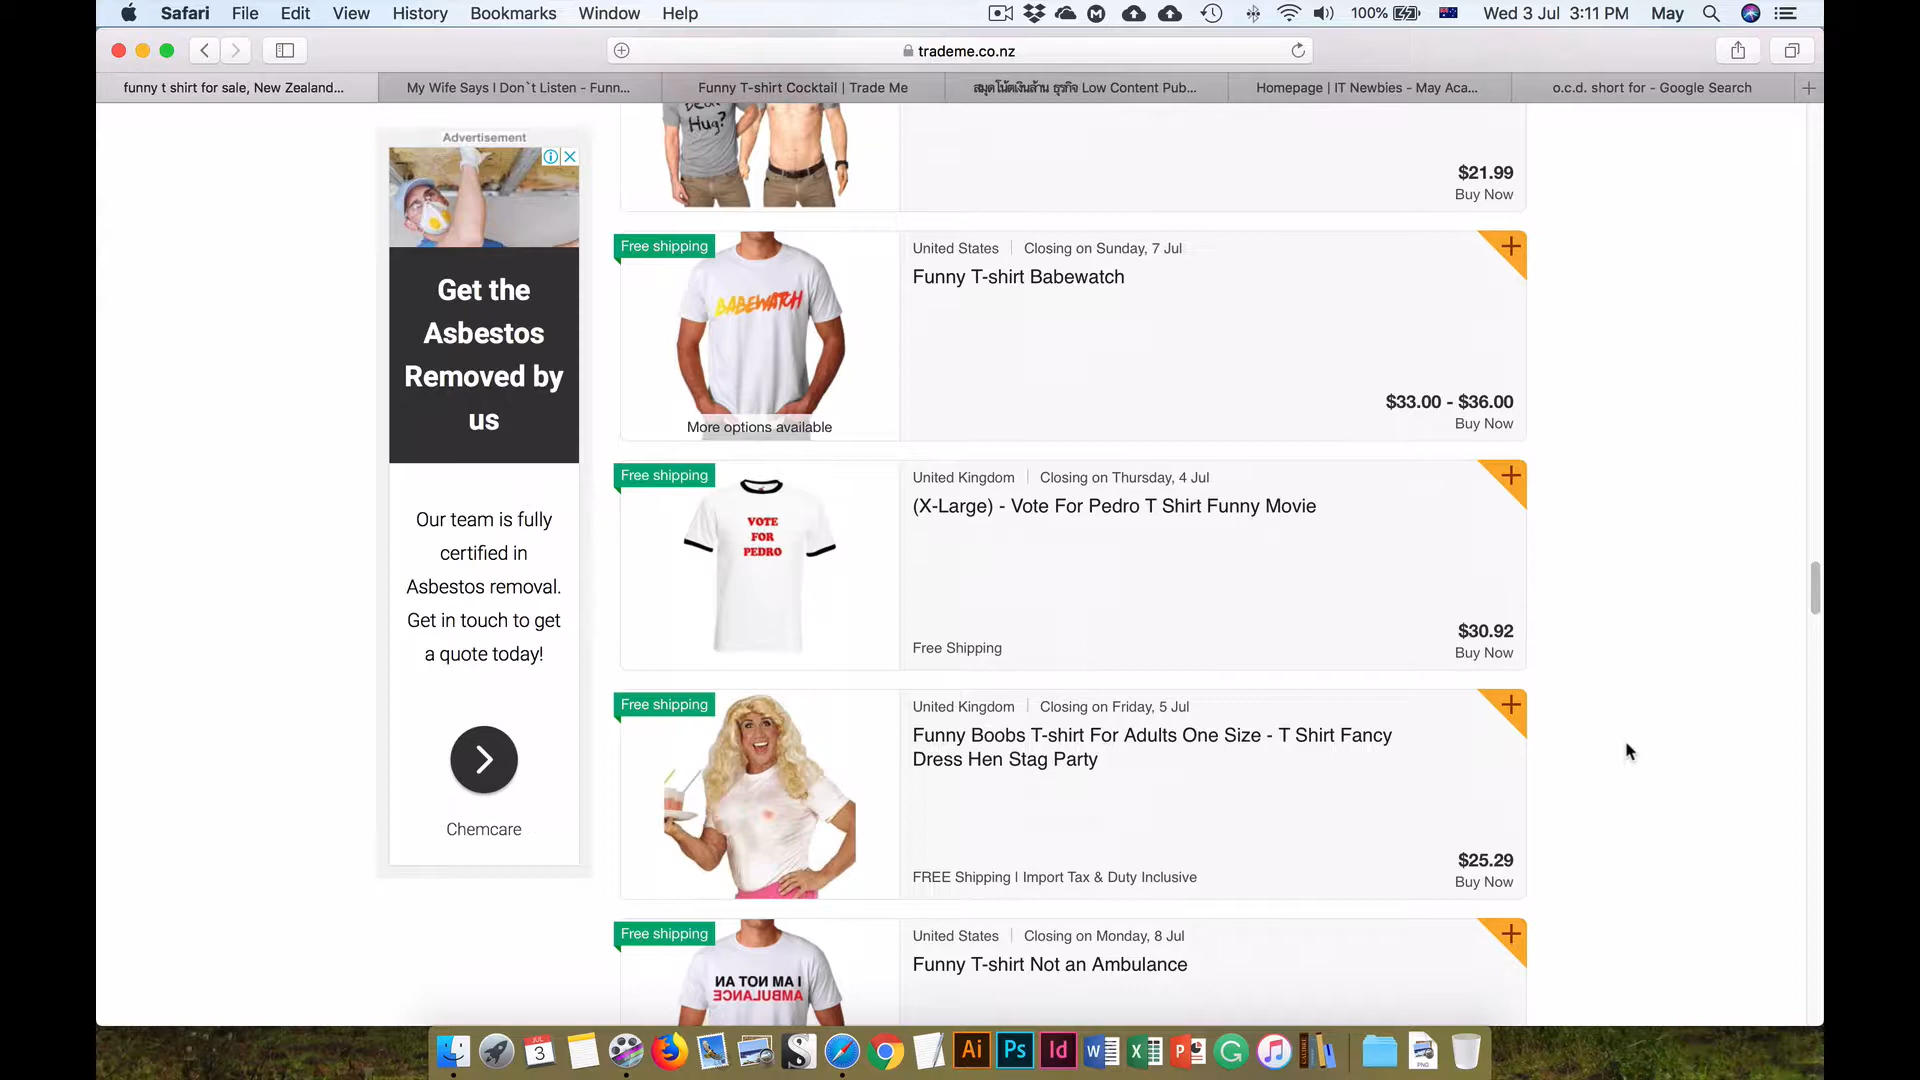 Safari File Edit View History Bookmarks Window Help 100% Wed 3 Jul 3:11 PM May
trademe.co.nz
funny t shirt for sale, New Zealand... My Wife Says I Don`t Listen - Funn... Funny T-shirt Cocktail | Trade Me สมุดโน้ตเงินล้าน ธุรกิจ Low Content Pub... Homepage | IT Newbies - May Aca... o.c.d. short for - Google Search
Advertisement
Get the
Asbestos
Removed by
us
Our team is fully
certified in
Asbestos removal.
Get in touch to get
a quote today!
Chemcare
Hug?
$21.99
Buy Now
Free shipping
BABEWATCH
More options available
United States Closing on Sunday, 7 Jul
Funny T-shirt Babewatch
$33.00 - $36.00
Buy Now
Free shipping
VOTE
FOR
PEDRO
United Kingdom Closing on Thursday, 4 Jul
(X-Large) - Vote For Pedro T Shirt Funny Movie
Free Shipping
$30.92
Buy Now
Free shipping
United Kingdom Closing on Friday, 5 Jul
Funny Boobs T-shirt For Adults One Size - T Shirt Fancy
Dress Hen Stag Party
FREE Shipping | Import Tax & Duty Inclusive
$25.29
Buy Now
Free shipping
I AM NOT AN
AMBULANCE
United States Closing on Monday, 8 Jul
Funny T-shirt Not an Ambulance
JUL
3
Ai Ps Id
PNG